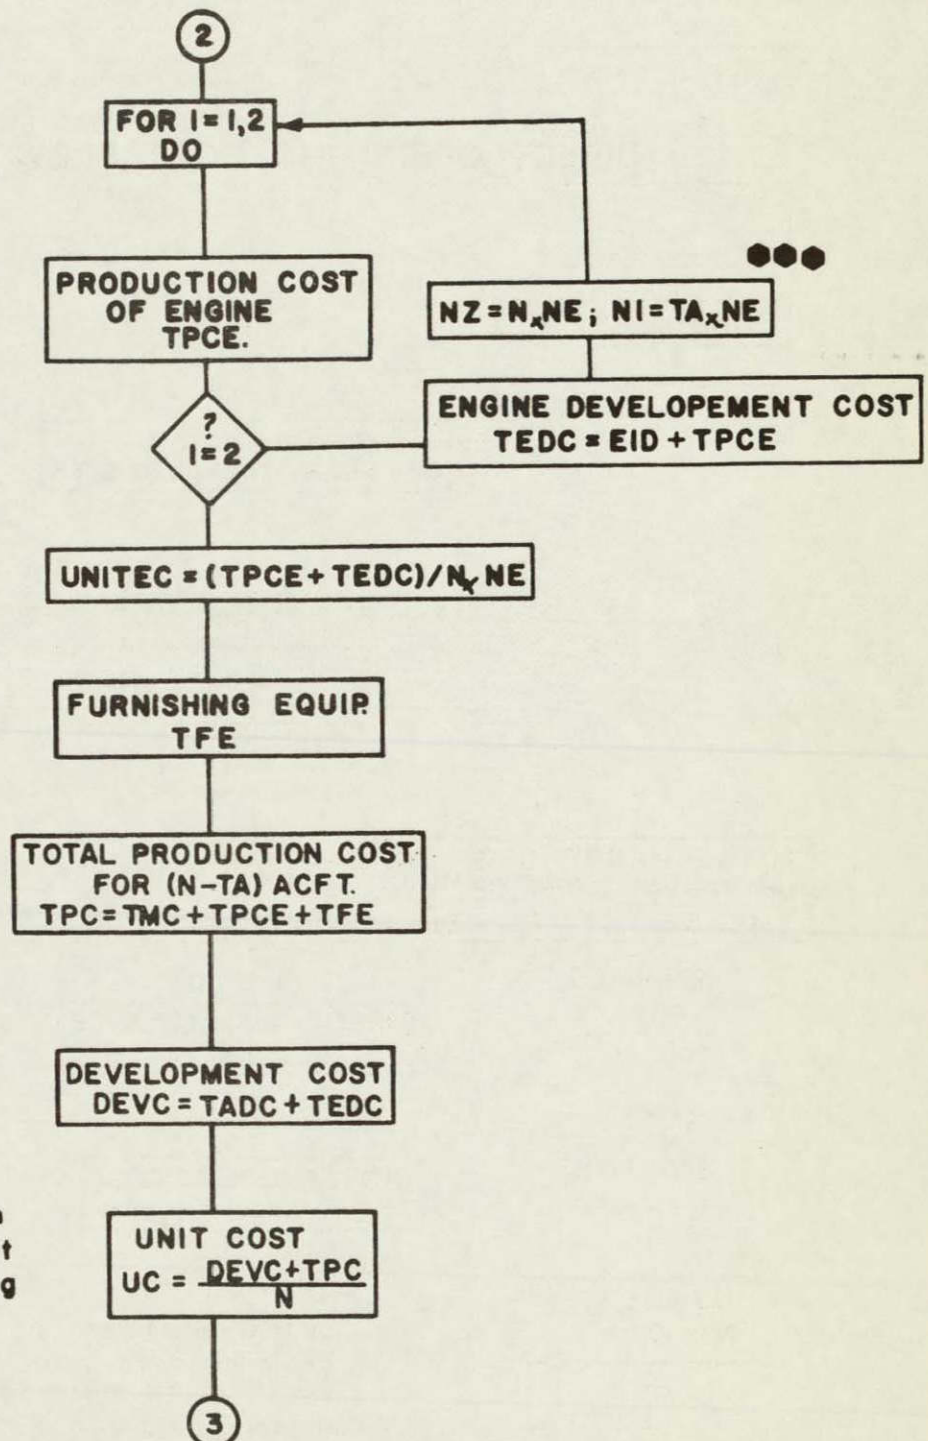 2
FOR I = 1,2
DO
PRODUCTION COST
OF ENGINE
TPCE.
NZ = NxNE; NI = TAxNE
ENGINE DEVELOPEMENT COST
TEDC = EID + TPCE
?
I = 2
UNITEC = (TPCE + TEDC)/NxNE
FURNISHING EQUIP.
TFE
TOTAL PRODUCTION COST
FOR (N-TA) ACFT.
TPC = TMC + TPCE + TFE
DEVELOPMENT COST
DEVC = TADC + TEDC
UNIT COST
UC = DEVC+TPC
N
t
g
3